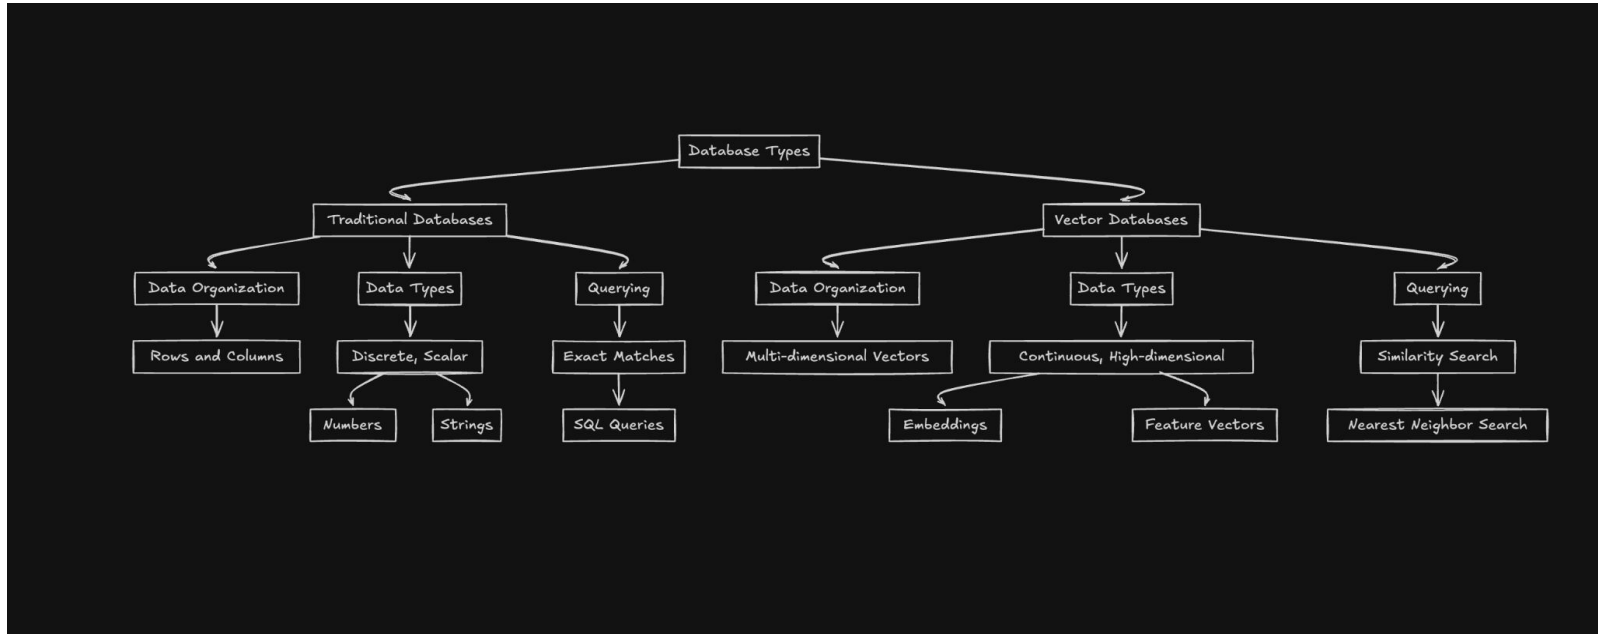 Database Types
Traditional Databases
Vector Databases
Data Organization
Data Types
Querying
Data Organization
Data Types
Querying
Rows and Columns
Discrete, Scalar
Exact Matches
Multi-dimensional Vectors
Continuous, High-dimensional
Similarity Search
Numbers
Strings
SQL Queries
Embeddings
Feature Vectors
Nearest Neighbor Search